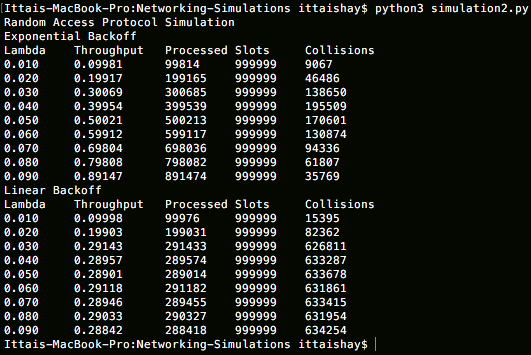 Ittais-MacBook-Pro:Networking-Simulations ittaishay$ python3 simulation2.py
Random Access Protocol Simulation
Exponential Backoff
Lambda Throughput Processed Slots Collisions
0.010 0.09981 99814 999999 9067
0.020 0.19917 199165 999999 46486
0.030 0.30069 300685 999999 138650
0.040 0.39954 399539 999999 195509
0.050 0.50021 500213 999999 170601
0.060 0.59912 599117 999999 130874
0.070 0.69804 698036 999999 94336
0.080 0.79808 798082 999999 61807
0.090 0.89147 891474 999999 35769
Linear Backoff
Lambda Throughput Processed Slots Collisions
0.010 0.09998 99976 999999 15395
0.020 0.19903 199031 999999 82362
0.030 0.29143 291433 999999 626811
0.040 0.28957 289574 999999 633287
0.050 0.28901 289014 999999 633678
0.060 0.29118 291182 999999 631861
0.070 0.28946 289455 999999 633415
0.080 0.29033 290327 999999 631954
0.090 0.28842 288418 999999 634254
Ittais-MacBook-Pro:Networking-Simulations ittaishay$